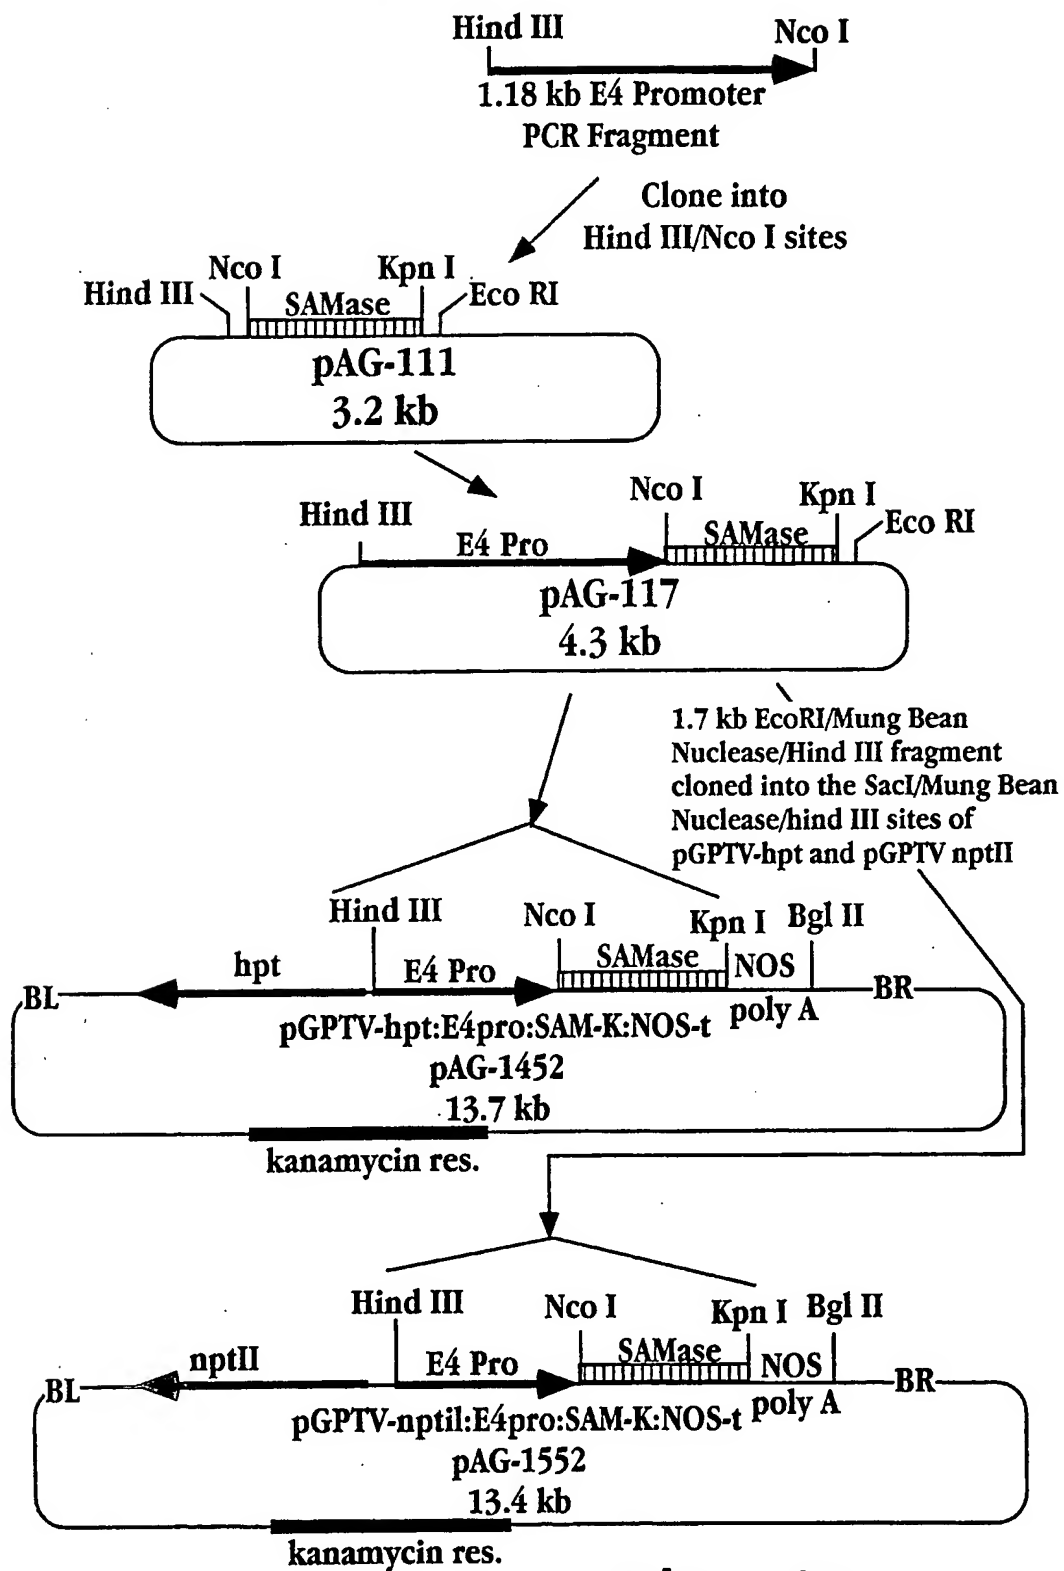 Hind III Nco I
1.18 kb E4 Promoter
PCR Fragment
Clone into
Hind III/Nco I sites
Nco I Kpn I
Hind III SAMase Eco RI
pAG-111
3.2 kb
Nco I Kpn I
Hind III Eco RI
E4 Pro SAMase
pAG-117
4.3 kb
1.7 kb EcoRI/Mung Bean
Nuclease/Hind III fragment
cloned into the SacI/Mung Bean
Nuclease/hind III sites of
pGPTV-hpt and pGPTV nptII
Hind III Nco I Kpn I Bgl II
hpt E4 Pro SAMase NOS
BL BR
poly A
pGPTV-hpt:E4pro:SAM-K:NOS-t
pAG-1452
13.7 kb
kanamycin res.
Hind III Nco I Kpn I Bgl II
nptII E4 Pro SAMase NOS
BL BR
poly A
pGPTV-nptil:E4pro:SAM-K:NOS-t
pAG-1552
13.4 kb
kanamycin res.